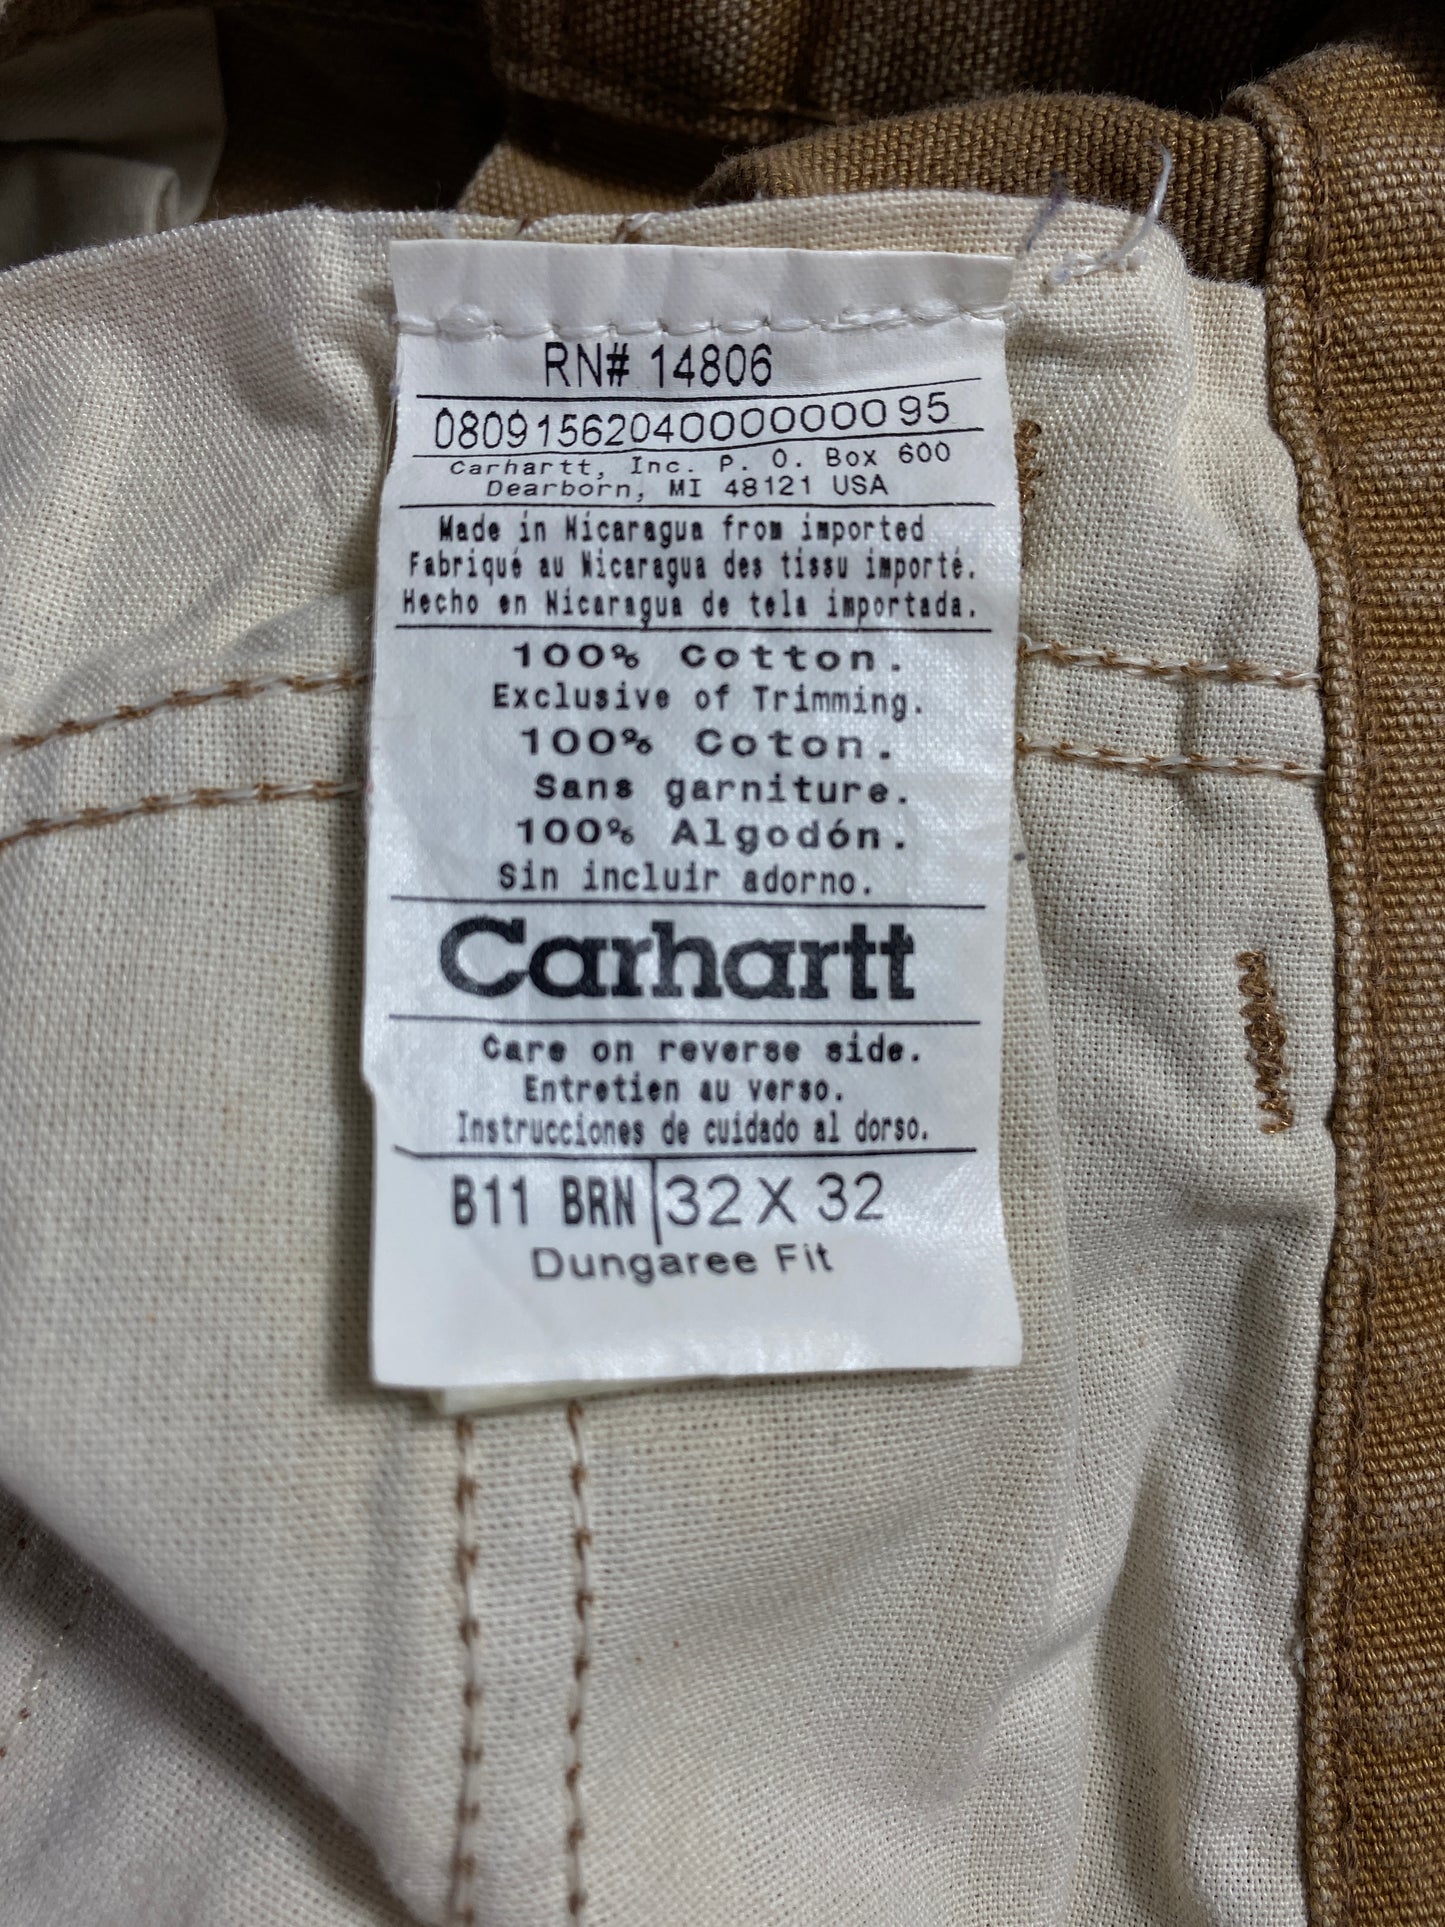 RN# 14806
0809156204000000095
Carhartt, Inc. P. O. Box 600
Dearborn, MI 48121 USA
Made in Nicaragua from imported
Fabriqué au Nicaragua des tissu importé.
Hecho en Nicaragua de tela importada.
100% Cotton.
Exclusive of Trimming.
100% Coton.
Sans garniture.
100% Algodón.
Sin incluir adorno.
Carhartt
Care on reverse side.
Entretien au verso.
Instrucciones de cuidado al dorso.
B11 BRN 32 X 32
Dungaree Fit